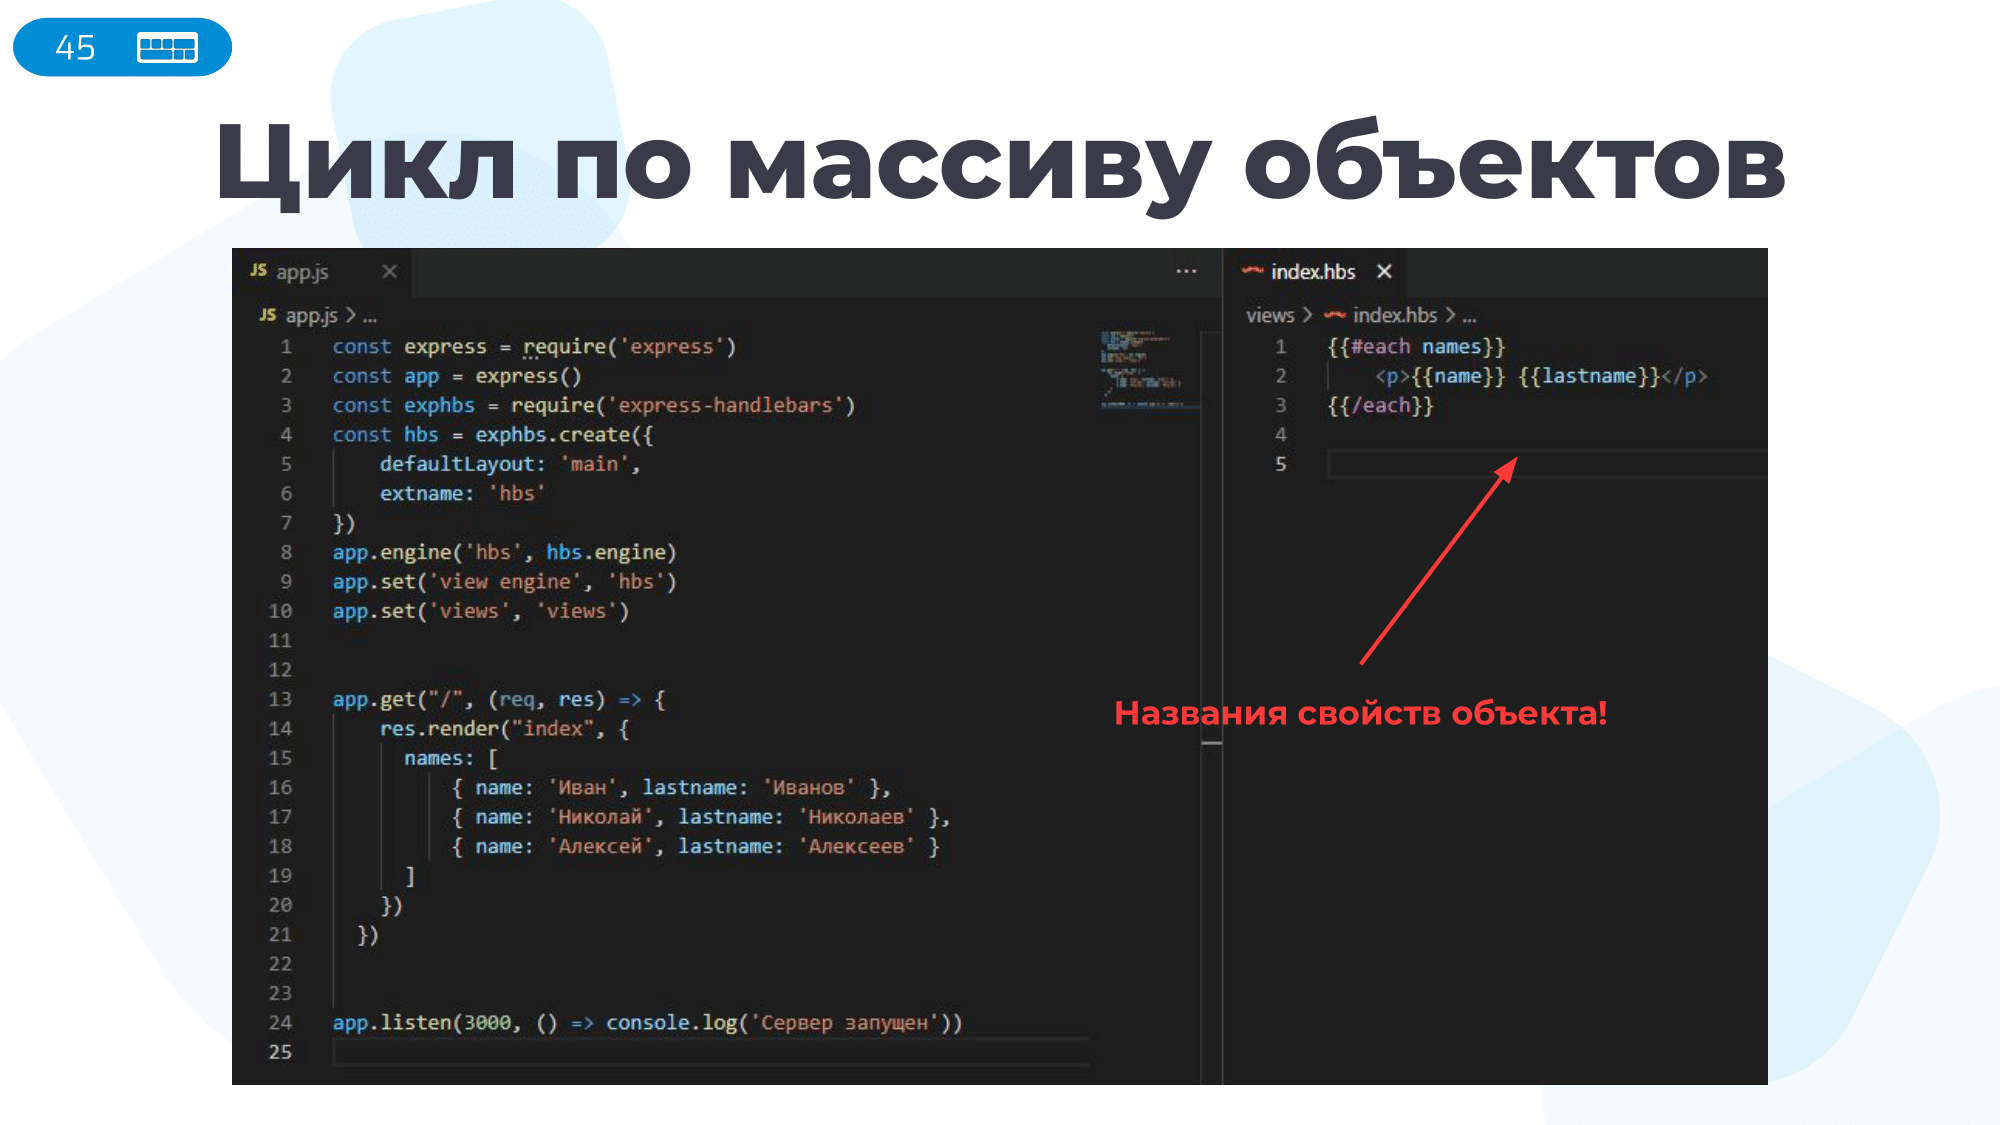 45
Цикл по массиву объектов
JS app.js
JS app.js > ...
1 const express = require('express')
2 const app = express()
3 const exphbs = require('express-handlebars')
4 const hbs = exphbs.create({
5 defaultLayout: 'main',
6 extname: 'hbs'
7 })
8 app.engine('hbs', hbs.engine)
9 app.set('view engine', 'hbs')
10 app.set('views', 'views')
11
12
13 app.get("/", (req, res) => {
14 res.render("index", {
15 names: [
16 { name: 'Иван', lastname: 'Иванов' },
17 { name: 'Николай', lastname: 'Николаев' },
18 { name: 'Алексей', lastname: 'Алексеев' }
19 ]
20 })
21 })
22
23
24 app.listen(3000, () => console.log('Сервер запущен'))
25
index.hbs
views > index.hbs > ...
1 {{#each names}}
2 <p>{{name}} {{lastname}}</p>
3 {{/each}}
4
5
Названия свойств объекта!